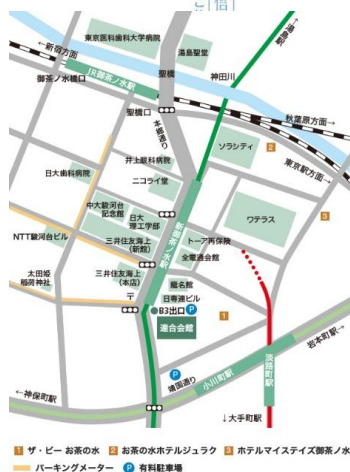 ←新宿方面
東京医科歯科大学病院
湯島聖堂
聖橋
神田川
JR御茶ノ水駅
御茶ノ水橋口
聖橋口
本郷通り
秋葉原方面→
東京駅方面→
ソラシティ
2
井上眼科病院
日大歯科病院
ニコライ堂
3
中大駿河台
記念館
日大
理工学部
ワテラス
新御茶ノ水駅
NTT駿河台ビル
三井住友海上
(新館)
トーア再保険
全電通会館
太田姫
稲荷神社
三井住友海上
(本店)
龍名館
日専連ビル
〒
B3出口
P
連合会館
1
P
靖国通り
小川町駅
淡路町駅
岩本町駅→
←神保町駅
↓大手町駅
1 ザ・ビー お茶の水 2 お茶の水ホテルジュラク 3 ホテルマイステイズ御茶ノ水
パーキングメーター P 有料駐車場